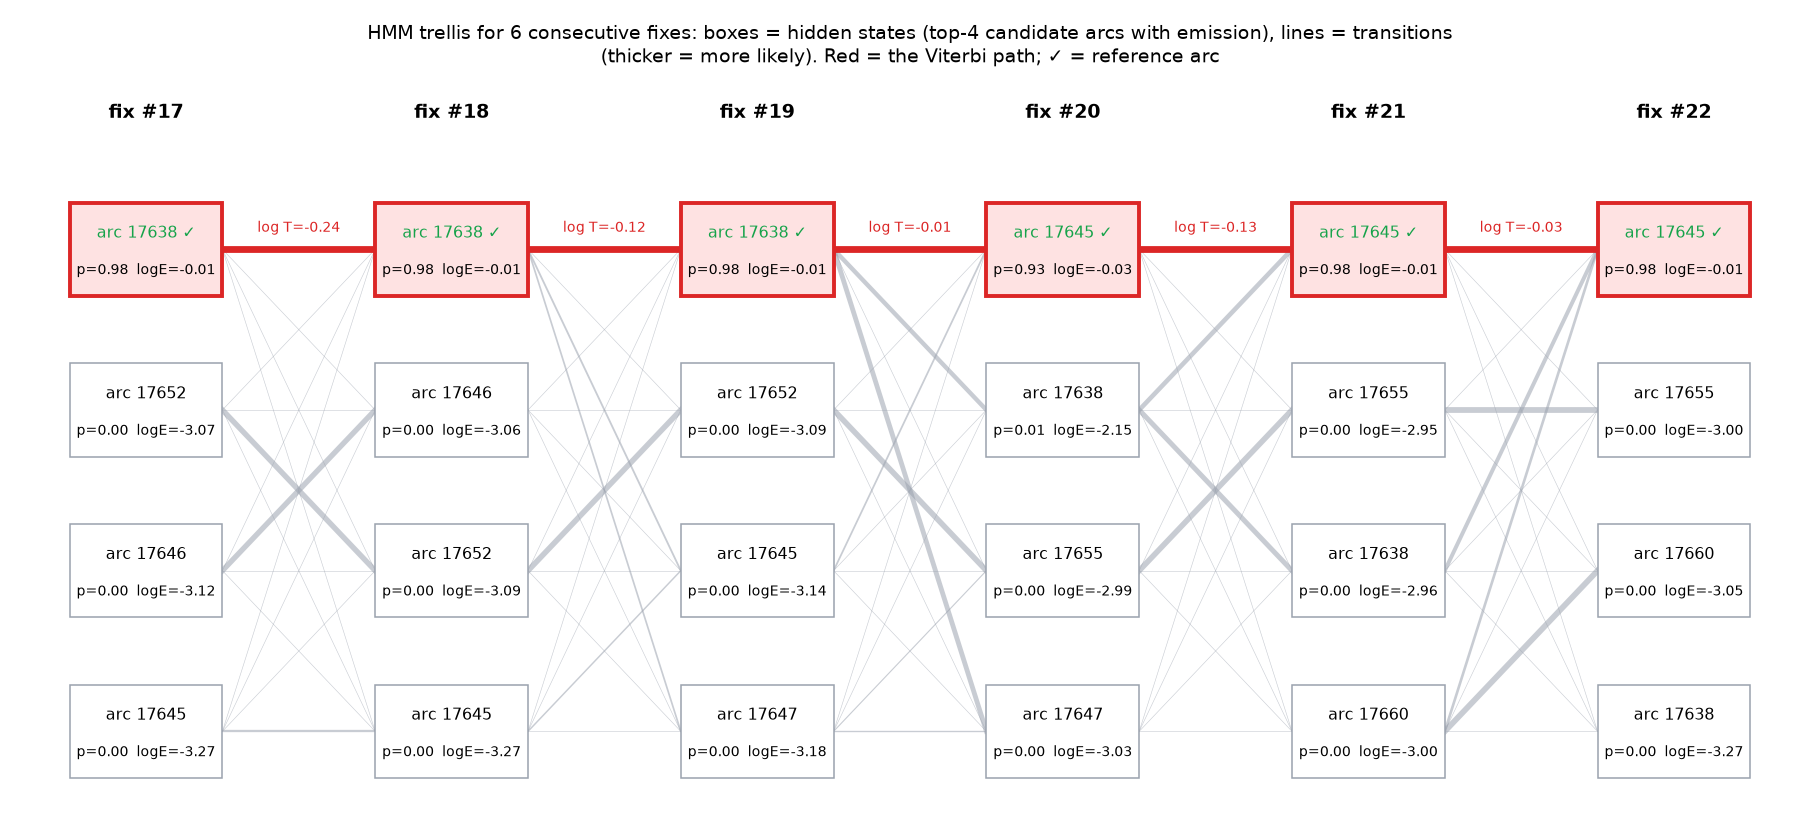 HMM trellis for 6 consecutive fixes: boxes = hidden states (top-4 candidate arcs with emission), lines = transitions
(thicker = more likely). Red = the Viterbi path; ✓ = reference arc
fix #17 fix #18 fix #19 fix #20 fix #21 fix #22
arc 17638 ✓ log T=-0.24 arc 17638 ✓ log T=-0.12 arc 17638 ✓ log T=-0.01 arc 17645 ✓ log T=-0.13 arc 17645 ✓ log T=-0.03 arc 17645 ✓
p=0.98 logE=-0.01 p=0.98 logE=-0.01 p=0.98 logE=-0.01 p=0.93 logE=-0.03 p=0.98 logE=-0.01 p=0.98 logE=-0.01
arc 17652 arc 17646 arc 17652 arc 17638 arc 17655 arc 17655
p=0.00 logE=-3.07 p=0.00 logE=-3.06 p=0.00 logE=-3.09 p=0.01 logE=-2.15 p=0.00 logE=-2.95 p=0.00 logE=-3.00
arc 17646 arc 17652 arc 17645 arc 17655 arc 17638 arc 17660
p=0.00 logE=-3.12 p=0.00 logE=-3.09 p=0.00 logE=-3.14 p=0.00 logE=-2.99 p=0.00 logE=-2.96 p=0.00 logE=-3.05
arc 17645 arc 17645 arc 17647 arc 17647 arc 17660 arc 17638
p=0.00 logE=-3.27 p=0.00 logE=-3.27 p=0.00 logE=-3.18 p=0.00 logE=-3.03 p=0.00 logE=-3.00 p=0.00 logE=-3.27